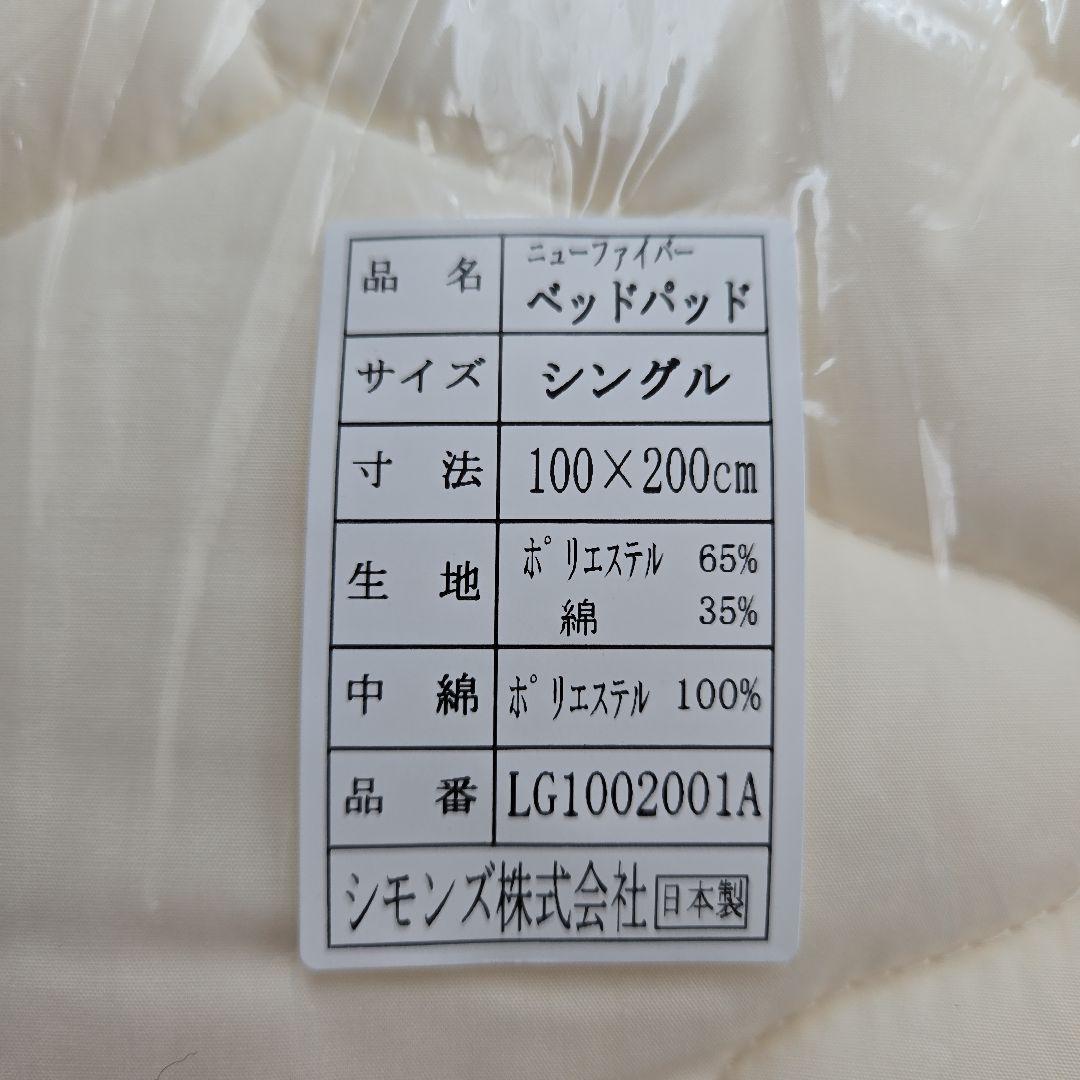 品名 ニューファイバー
ベッドパッド
サイズ シングル
寸法 100×200cm
生地 ポリエステル 65%
綿 35%
中綿 ポリエステル 100%
品番 LG1002001A
シモンズ株式会社 日本製